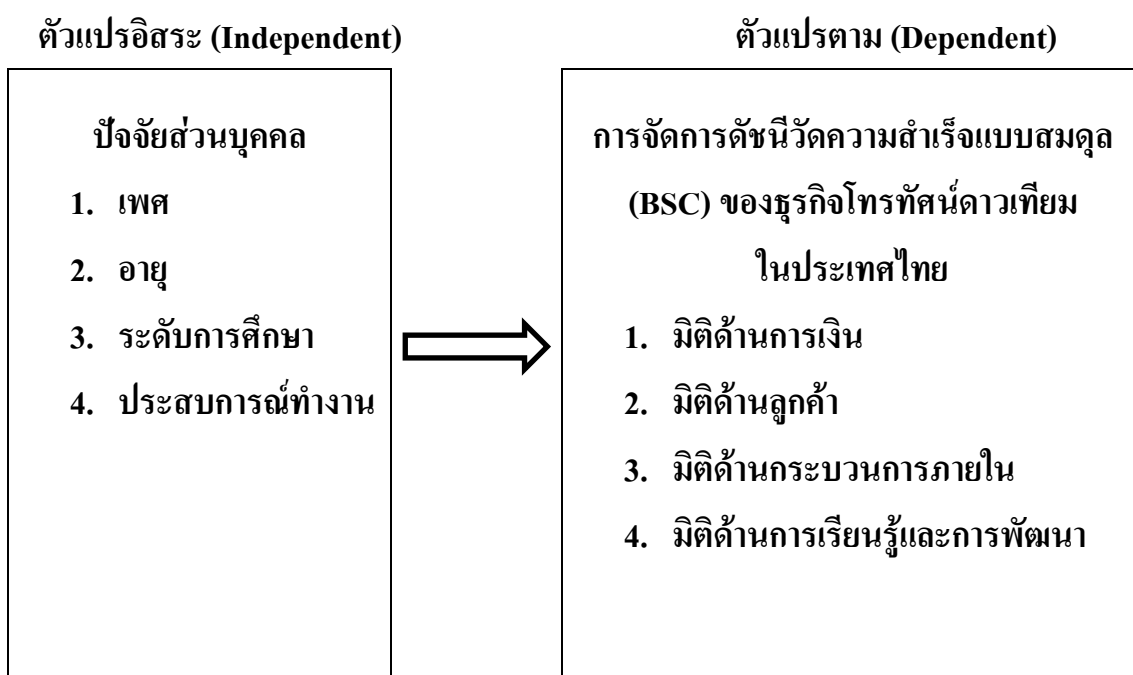 ตัวแปรอิสระ (Independent)
ปัจจัยส่วนบุคคล
1. เพศ
2. อายุ
3. ระดับการศึกษา
4. ประสบการณ์ทำงาน
ตัวแปรตาม (Dependent)
การจัดการดัชนีวัดความสำเร็จแบบสมดุล
(BSC) ของธุรกิจโทรทัศน์ดาวเทียม
ในประเทศไทย
1. มิติด้านการเงิน
2. มิติด้านลูกค้า
3. มิติด้านกระบวนการภายใน
4. มิติด้านการเรียนรู้และการพัฒนา